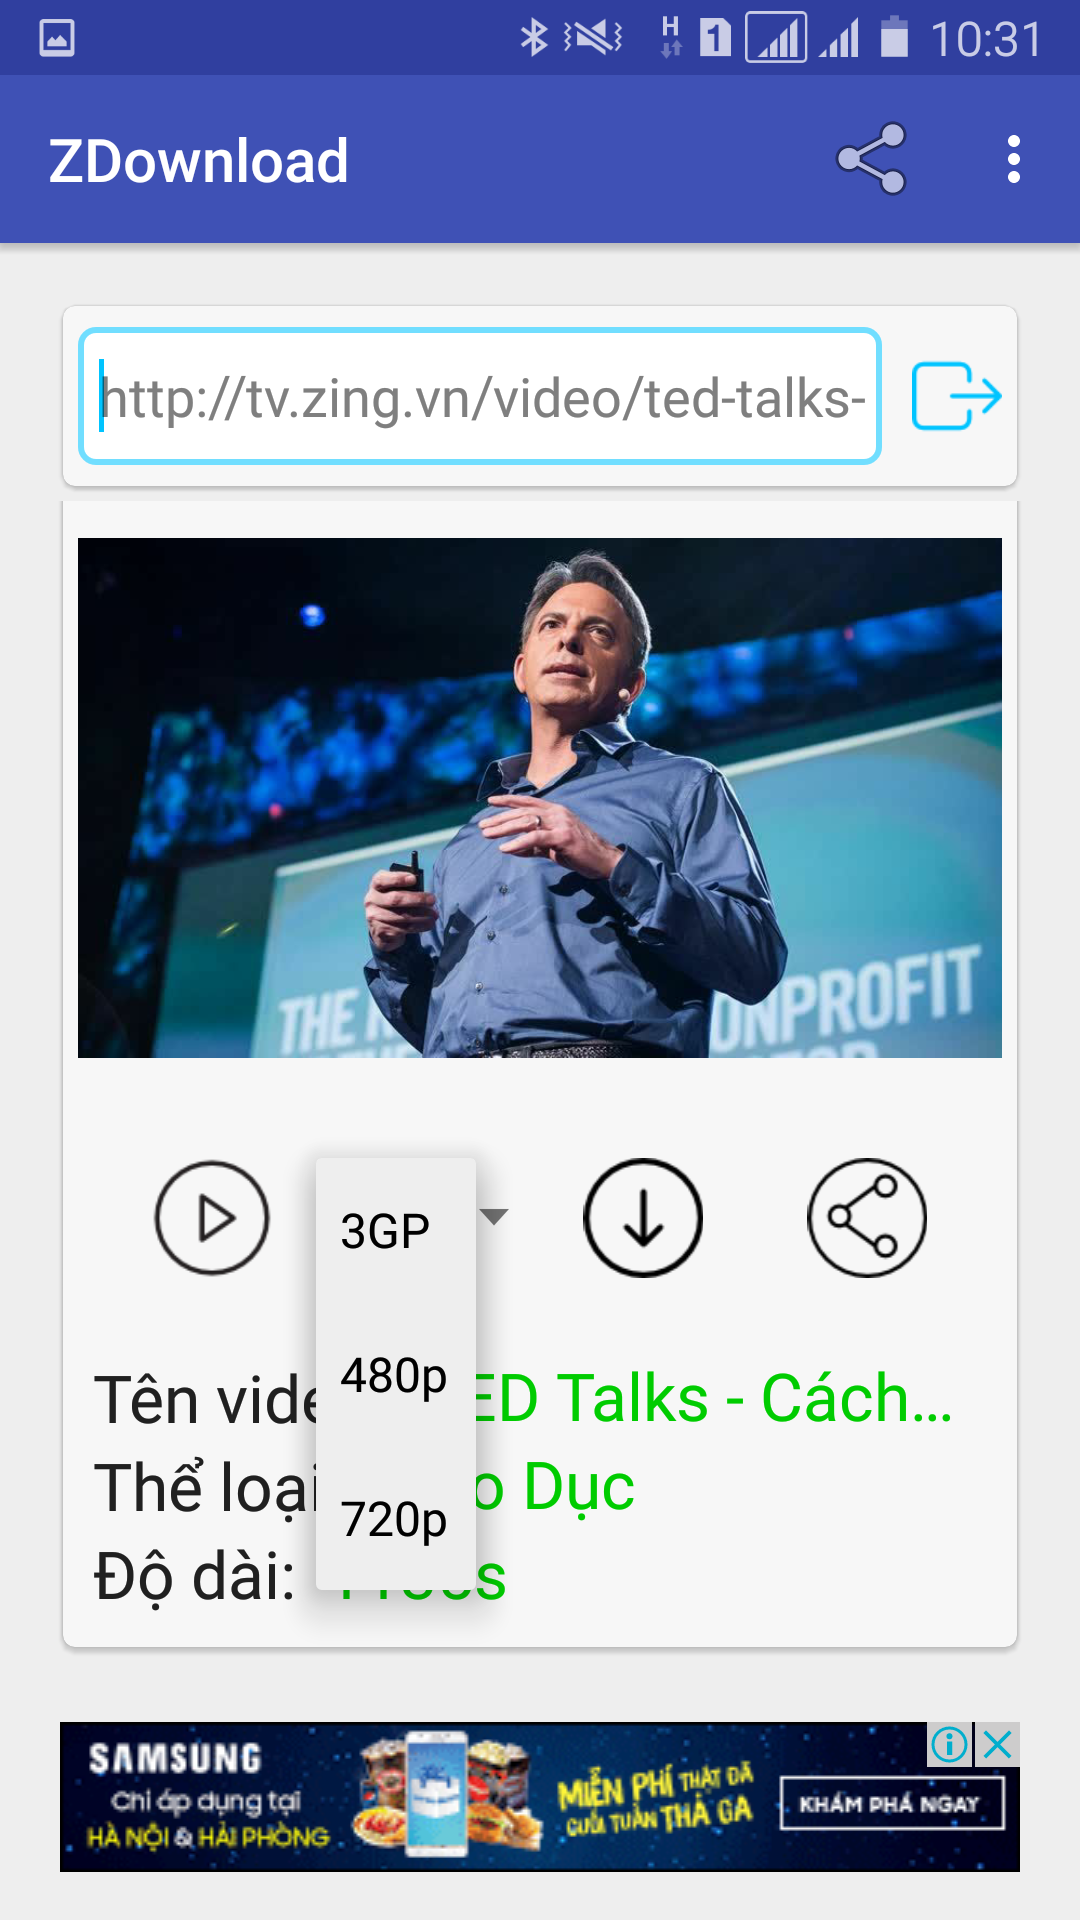 10:31
H
1
ZDownload
http://tv.zing.vn/video/ted-talks-
THE NONPROFIT
3GP
480p
720p
Tên vide ED Talks - Cách...
Thể loại o Dục
Độ dài: s
SAMSUNG
Chỉ áp dụng tại
HÀ NỘI & HẢI PHÒNG
MIỄN PHÍ THẬT ĐÃ
CUỐI TUẦN THẢ GA
KHÁM PHÁ NGAY